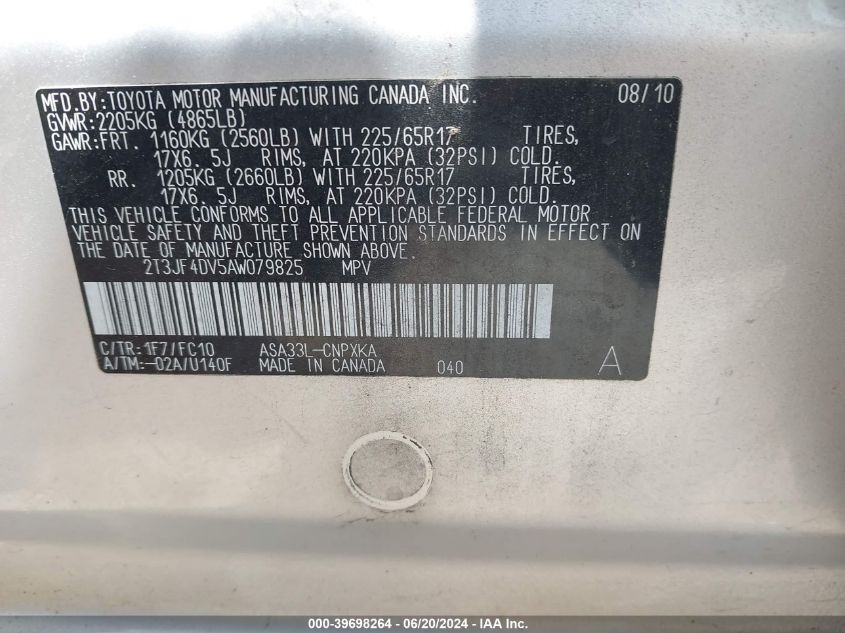 MFD.BY:TOYOTA MOTOR MANUFACTURING CANADA INC. 08/10
GVWR:2205KG (4865LB)
GAWR:FRT. 1160KG (2560LB) WITH 225/65R17 TIRES,
17X6.5J RIMS, AT 220KPA (32PSI) COLD.
RR. 1205KG (2660LB) WITH 225/65R17 TIRES,
17X6.5J RIMS, AT 220KPA (32PSI) COLD.
THIS VEHICLE CONFORMS TO ALL APPLICABLE FEDERAL MOTOR
VEHICLE SAFETY AND THEFT PREVENTION STANDARDS IN EFFECT ON
THE DATE OF MANUFACTURE SHOWN ABOVE.
2T3JF4DV5AW079825 MPV
C/TR:1F7/FC10 ASA33L-CNPXKA
A/TM:-02A/U140F MADE IN CANADA 040 A
000-39698264 - 06/20/2024 - IAA Inc.